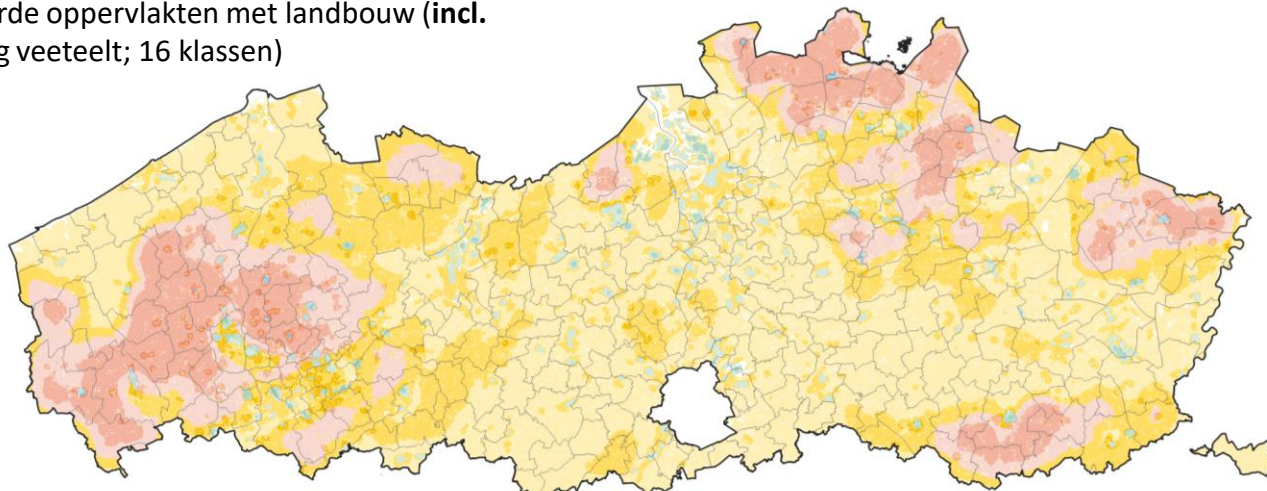 rde oppervlakten met landbouw (incl.
g veeteelt; 16 klassen)